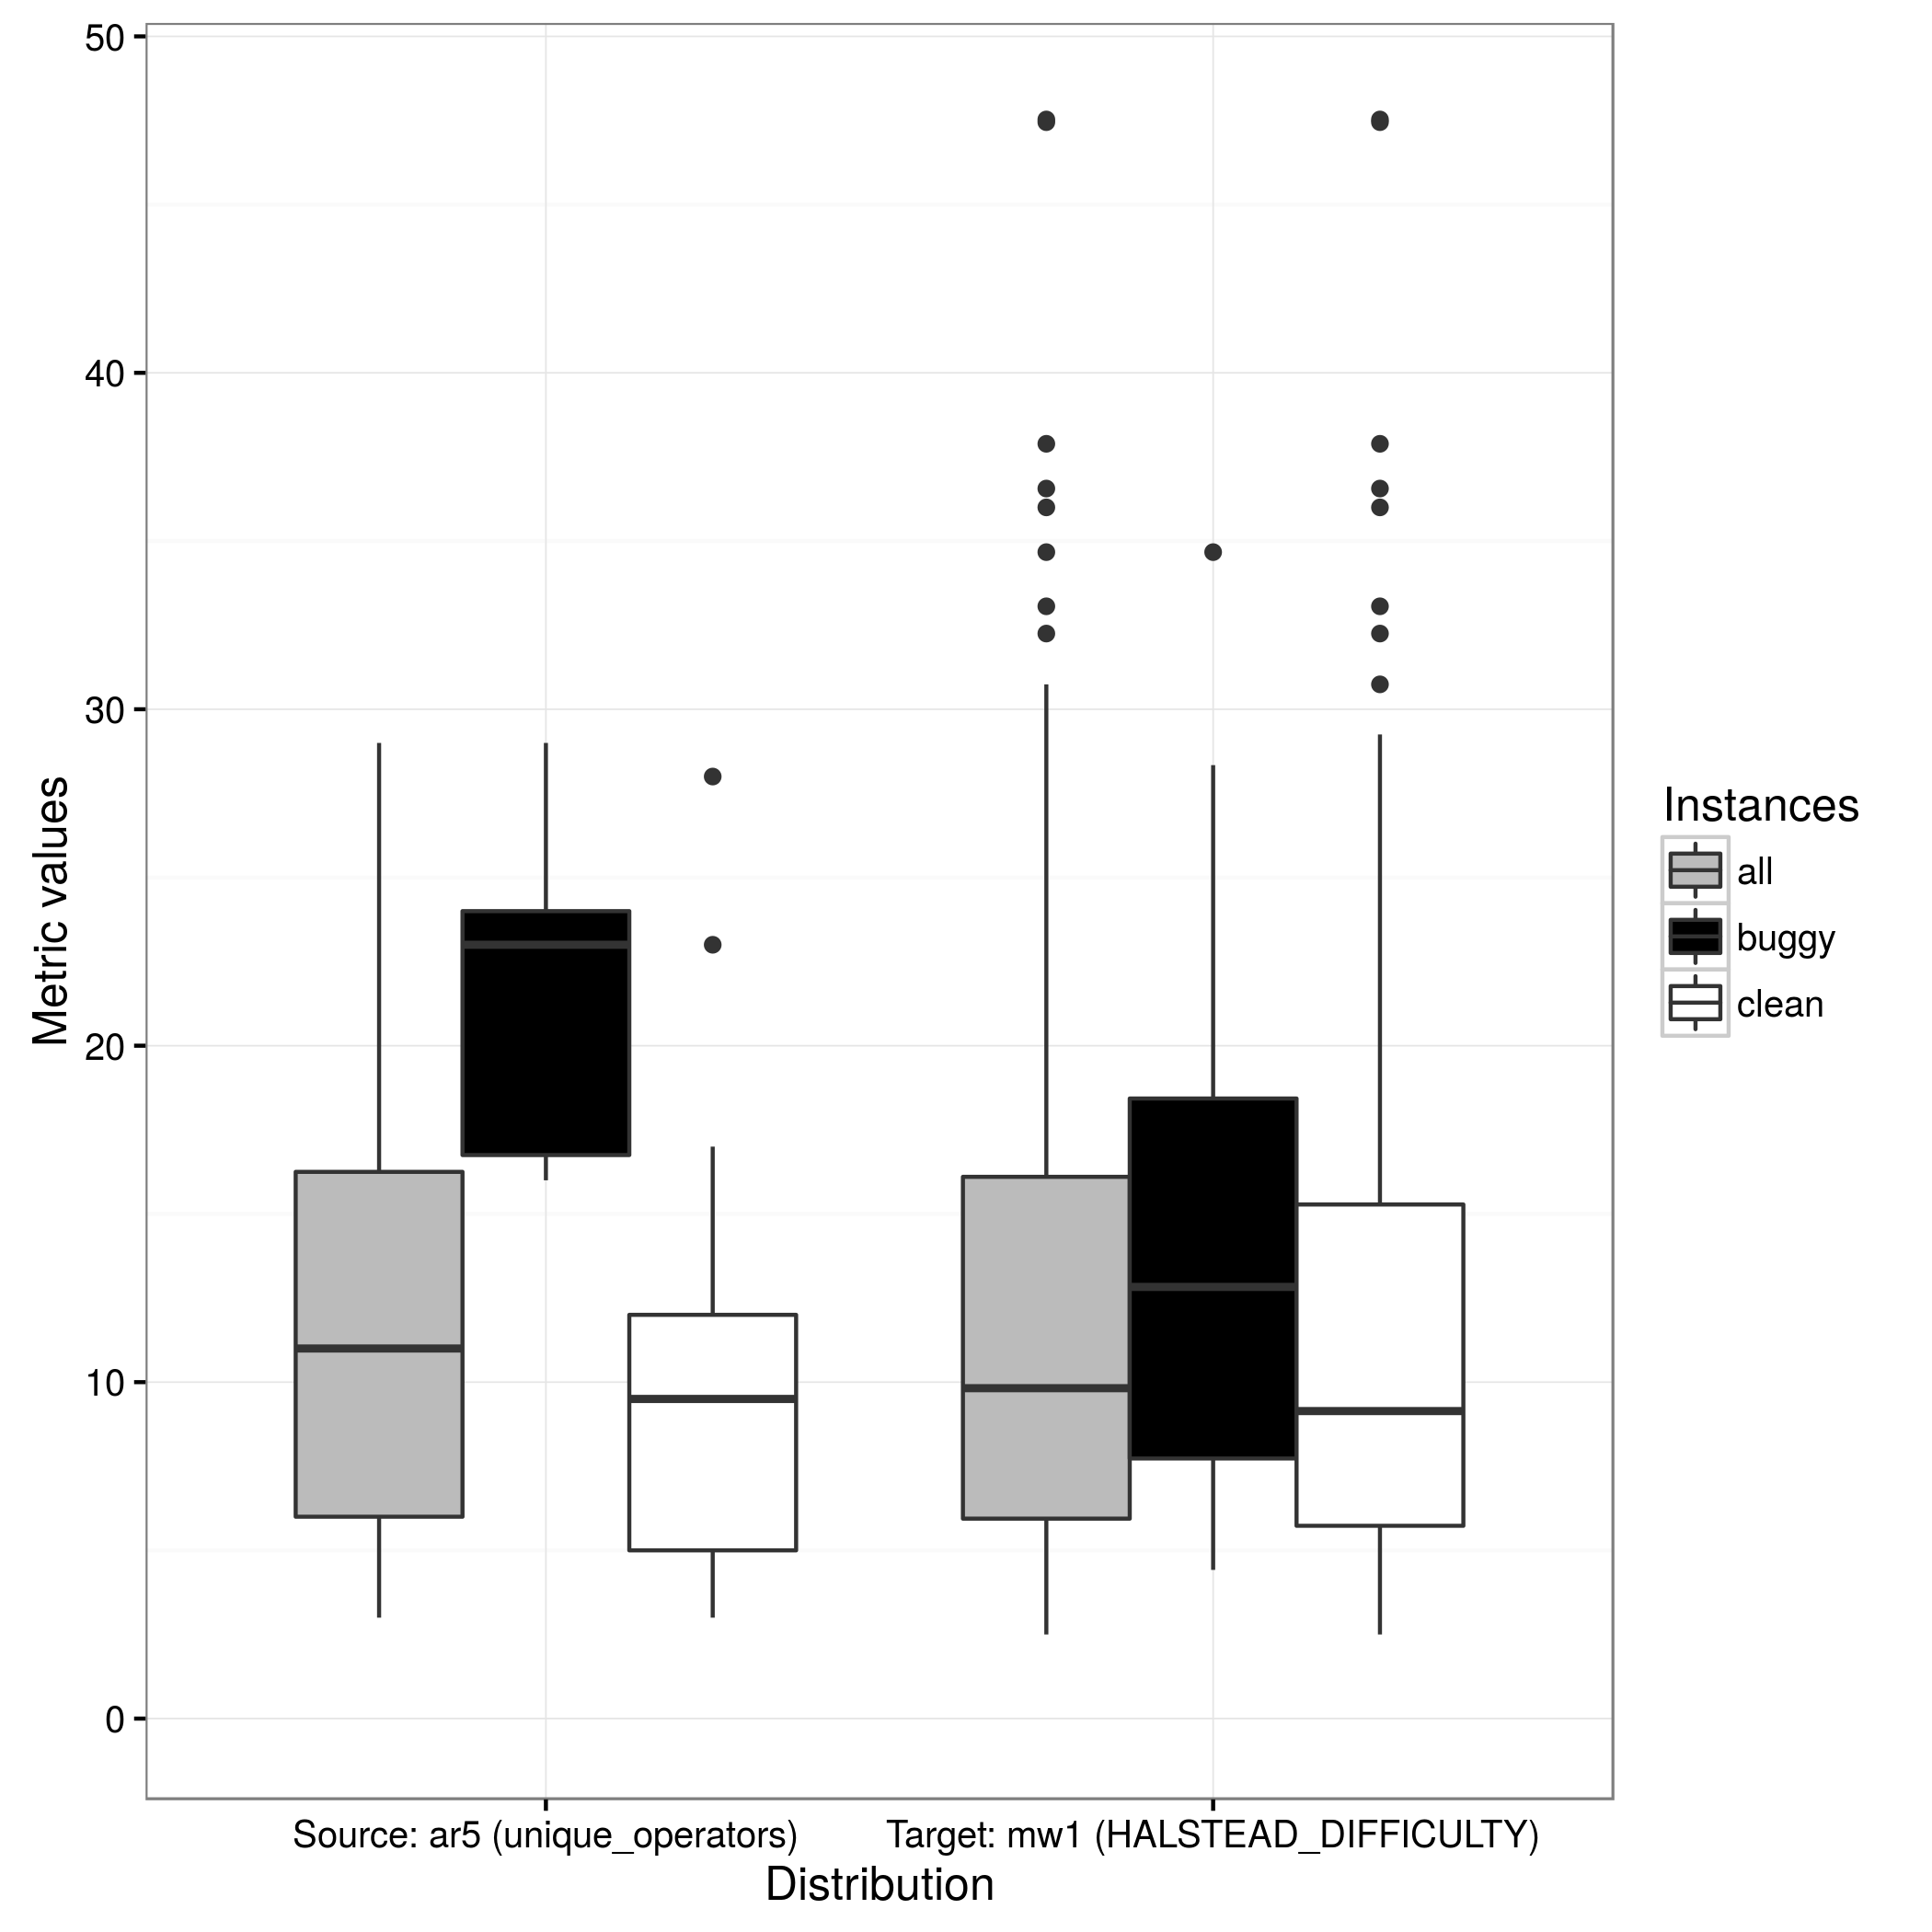 50
40
30
20
10
0
Metric values
Source: ar5 (unique_operators)
Target: mw1 (HALSTEAD_DIFFICULTY)
Distribution
Instances
all
buggy
clean